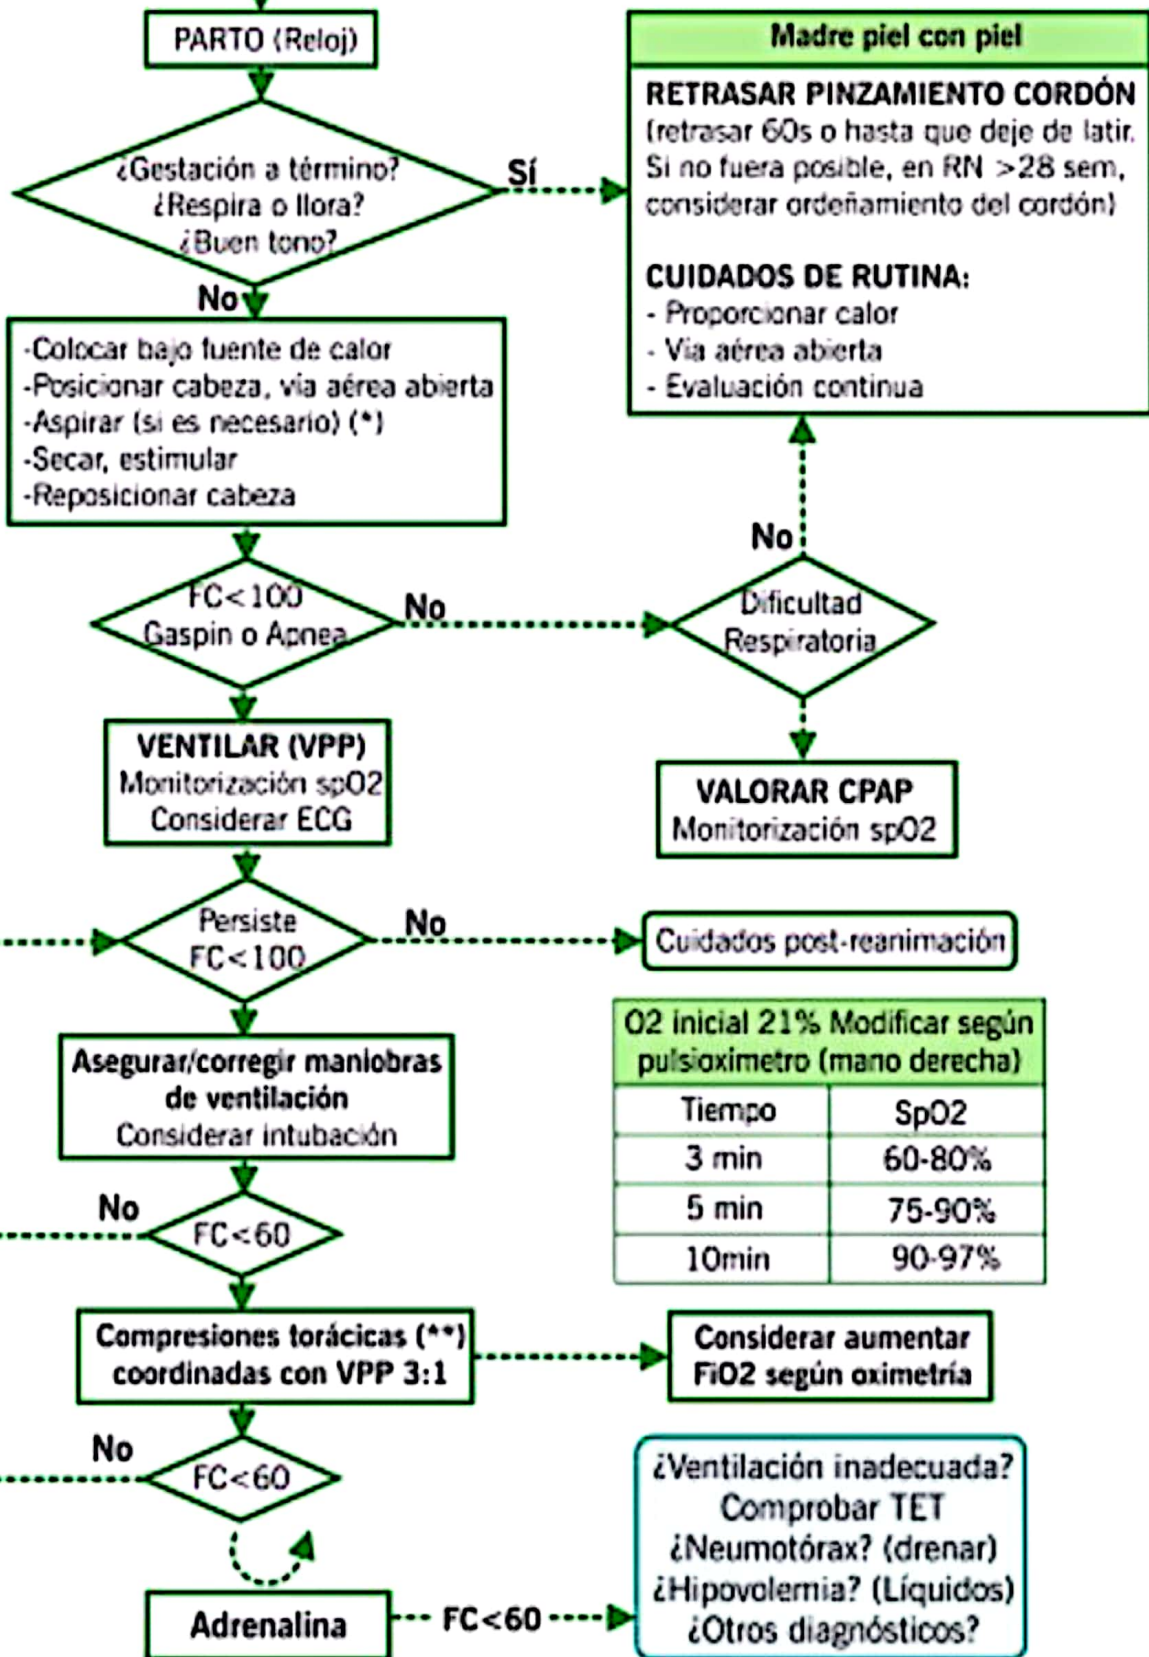 PARTO (Reloj)
¿Gestación a término?
¿Respira o llora?
¿Buen tono?
Sí
No
Madre piel con piel
RETRASAR PINZAMIENTO CORDÓN
(retrasar 60s o hasta que deje de latir.
Si no fuera posible, en RN >28 sem,
considerar ordeñamiento del cordón)
CUIDADOS DE RUTINA:
- Proporcionar calor
- Vía aérea abierta
- Evaluación continua
-Colocar bajo fuente de calor
-Posicionar cabeza, vía aérea abierta
-Aspirar (si es necesario) (*)
-Secar, estimular
-Reposicionar cabeza
FC<100
Gaspin o Apnea
No
No
Dificultad
Respiratoria
VENTILAR (VPP)
Monitorización spO2
Considerar ECG
VALORAR CPAP
Monitorización spO2
Persiste
FC<100
No
Cuidados post-reanimación
Asegurar/corregir maniobras
de ventilación
Considerar intubación
O2 inicial 21% Modificar según
pulsioximetro (mano derecha)
Tiempo SpO2
3 min 60-80%
5 min 75-90%
10min 90-97%
No
FC<60
Compresiones torácicas (**)
coordinadas con VPP 3:1
Considerar aumentar
FiO2 según oximetría
No
FC<60
Adrenalina
FC<60
¿Ventilación inadecuada?
Comprobar TET
¿Neumotórax? (drenar)
¿Hipovolemia? (Líquidos)
¿Otros diagnósticos?